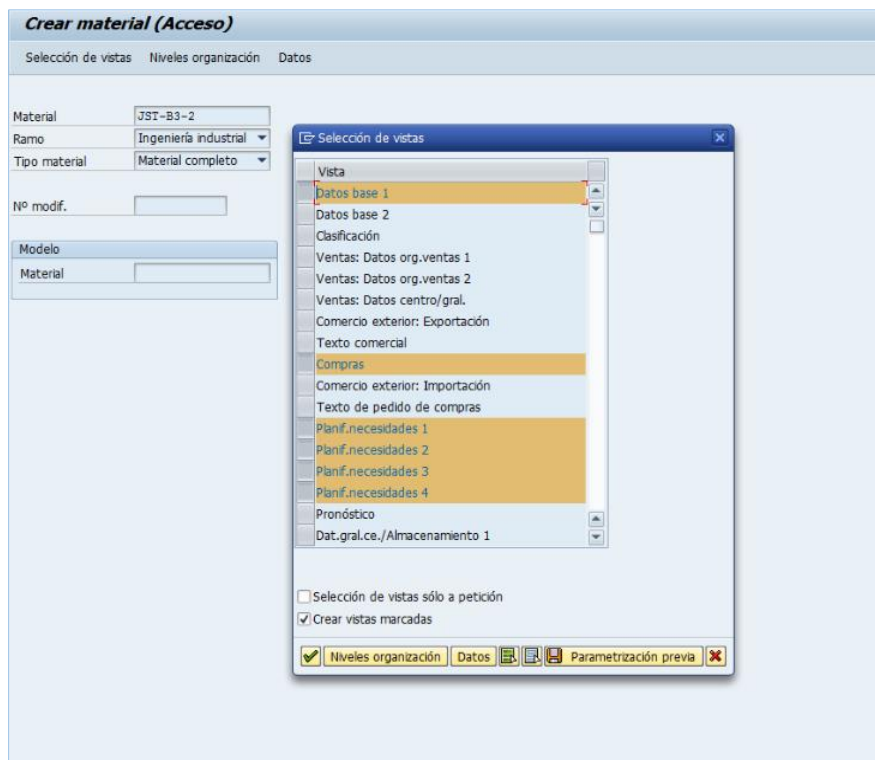 Crear material (Acceso)
Selección de vistas Niveles organización Datos
Material JST-B3-2
Ramo Ingeniería industrial
Tipo material Material completo
Nº modif.
Modelo
Material
Selección de vistas
Vista
Datos base 1
Datos base 2
Clasificación
Ventas: Datos org.ventas 1
Ventas: Datos org.ventas 2
Ventas: Datos centro/gral.
Comercio exterior: Exportación
Texto comercial
Compras
Comercio exterior: Importación
Texto de pedido de compras
Planif.necesidades 1
Planif.necesidades 2
Planif.necesidades 3
Planif.necesidades 4
Pronóstico
Dat.gral.ce./Almacenamiento 1
Selección de vistas sólo a petición
Crear vistas marcadas
Niveles organización Datos Parametrización previa